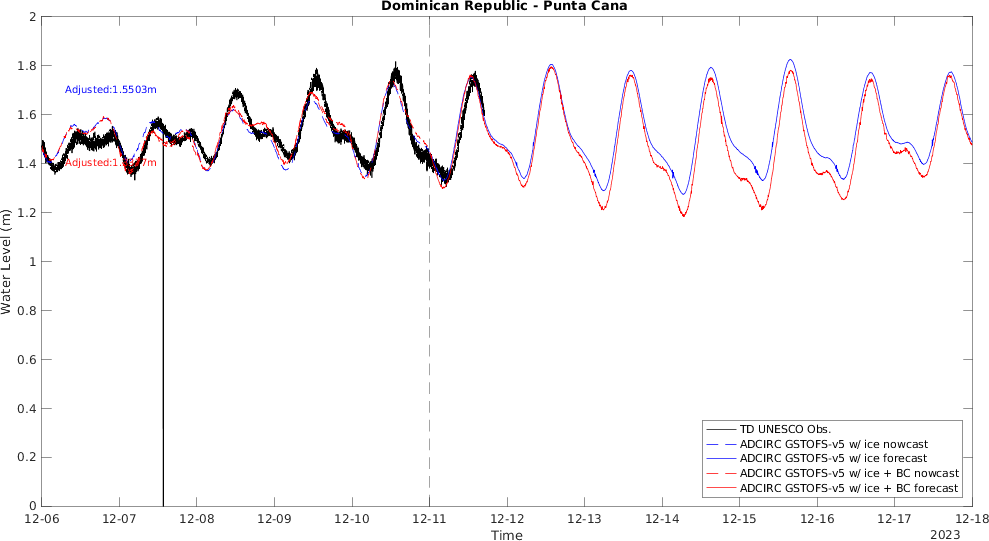 Dominican Republic - Punta Cana
2
1.8
1.6
1.4
1.2
1
0.8
0.6
0.4
0.2
0
Water Level (m)
Adjusted:1.5503m
12-06
12-07
12-08
12-09
12-10
12-11
12-12
12-13
12-14
12-15
12-16
12-17
12-18
Time
2023
TD UNESCO Obs.
ADCIRC GSTOFS-v5 w/ ice nowcast
ADCIRC GSTOFS-v5 w/ ice forecast
ADCIRC GSTOFS-v5 w/ ice + BC nowcast
ADCIRC GSTOFS-v5 w/ ice + BC forecast